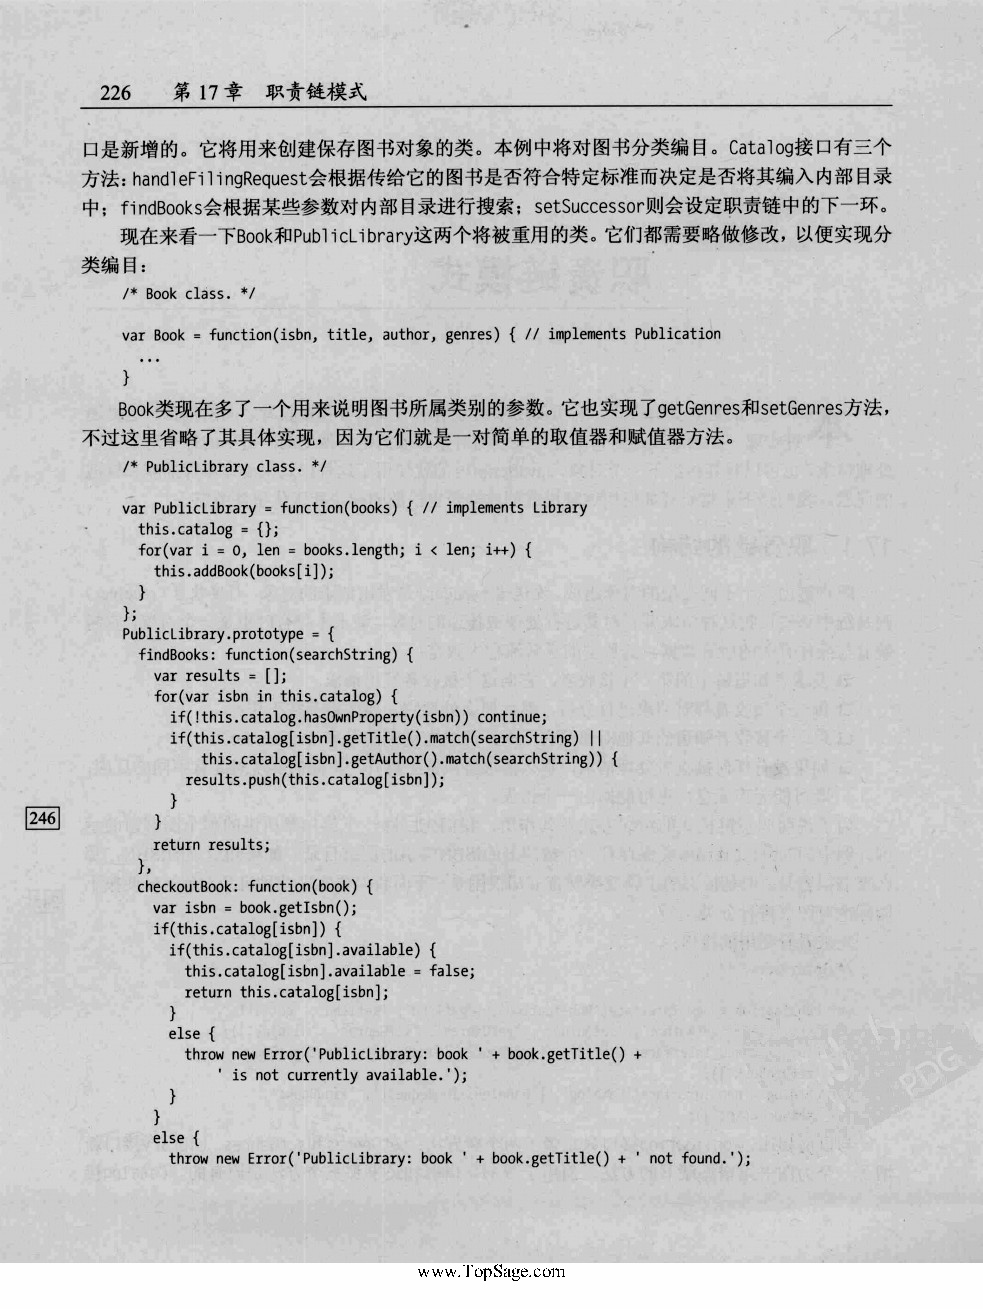 226 第 17 章 职责链模式
口是新增的。它将用来创建保存图书对象的类。本例中将对图书分类编目。Catalog接口有三个
方法：handleFilingRequest会根据传给它的图书是否符合特定标准而决定是否将其编入内部目录
中；findBooks会根据某些参数对内部目录进行搜索；setSuccessor则会设定职责链中的下一环。
现在来看一下Book和PublicLibrary这两个将被重用的类。它们都需要略做修改，以便实现分
类编目：
/* Book class. */
var Book = function(isbn, title, author, genres) { // implements Publication
...
}
Book类现在多了一个用来说明图书所属类别的参数。它也实现了getGenres和setGenres方法，
不过这里省略了其具体实现，因为它们就是一对简单的取值器和赋值器方法。
/* PublicLibrary class. */
var PublicLibrary = function(books) { // implements Library
this.catalog = {};
for(var i = 0, len = books.length; i < len; i++) {
this.addBook(books[i]);
}
};
PublicLibrary.prototype = {
findBooks: function(searchString) {
var results = [];
for(var isbn in this.catalog) {
if(!this.catalog.hasOwnProperty(isbn)) continue;
if(this.catalog[isbn].getTitle().match(searchString) ||
this.catalog[isbn].getAuthor().match(searchString)) {
results.push(this.catalog[isbn]);
}
246
}
return results;
},
checkoutBook: function(book) {
var isbn = book.getIsbn();
if(this.catalog[isbn]) {
if(this.catalog[isbn].available) {
this.catalog[isbn].available = false;
return this.catalog[isbn];
}
else {
throw new Error('PublicLibrary: book ' + book.getTitle() +
' is not currently available.');
}
}
else {
throw new Error('PublicLibrary: book ' + book.getTitle() + ' not found.');
PDG
www.TopSage.com